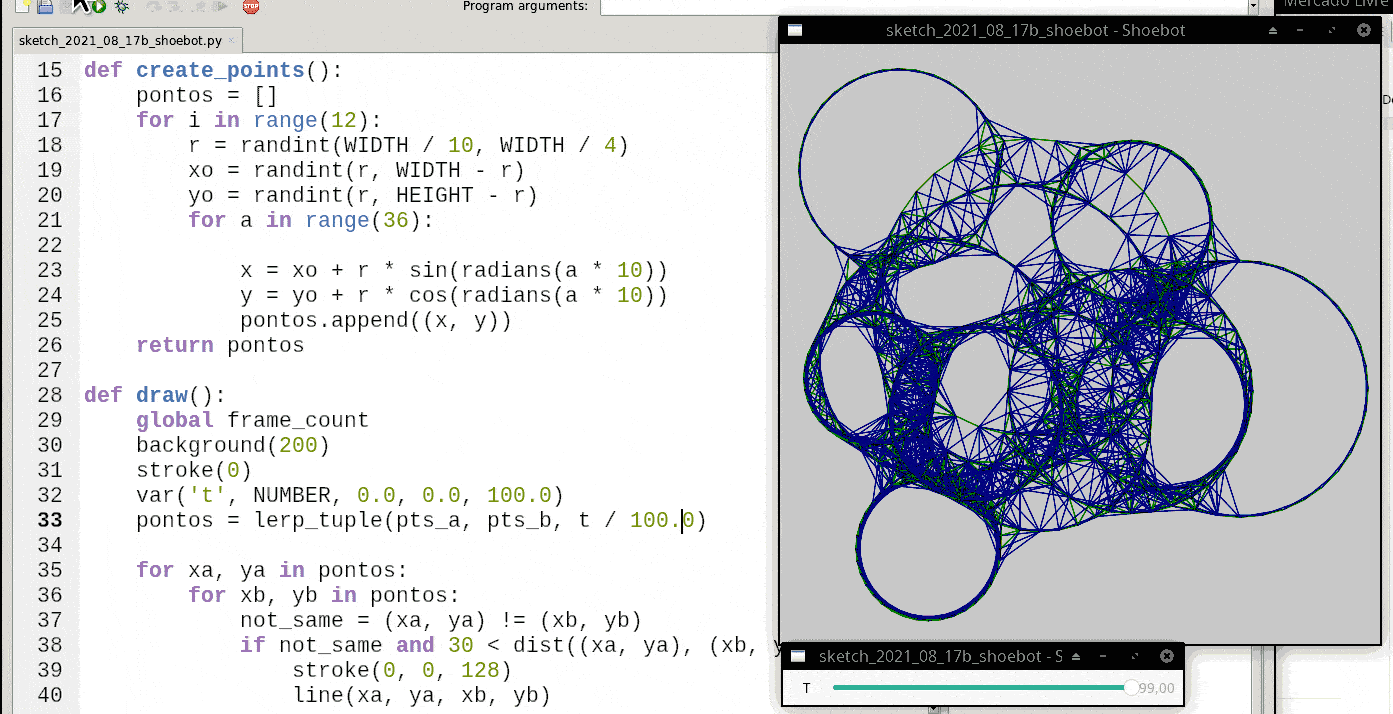 Program arguments:
Mercado Livre
STOP
sketch_2021_08_17b_shoebot.py
sketch_2021_08_17b_shoebot - Shoebot
15 def create_points():
16     pontos = []
17     for i in range(12):
18         r = randint(WIDTH / 10, WIDTH / 4)
19         xo = randint(r, WIDTH - r)
20         yo = randint(r, HEIGHT - r)
21         for a in range(36):
22
23             x = xo + r * sin(radians(a * 10))
24             y = yo + r * cos(radians(a * 10))
25             pontos.append((x, y))
26     return pontos
27
28 def draw():
29     global frame_count
30     background(200)
31     stroke(0)
32     var('t', NUMBER, 0.0, 0.0, 100.0)
33     pontos = lerp_tuple(pts_a, pts_b, t / 100.0)
34
35     for xa, ya in pontos:
36         for xb, yb in pontos:
37             not_same = (xa, ya) != (xb, yb)
38             if not_same and 30 < dist((xa, ya), (xb, y
39                 stroke(0, 0, 128)
40                 line(xa, ya, xb, yb)
sketch_2021_08_17b_shoebot - S
T 99,00